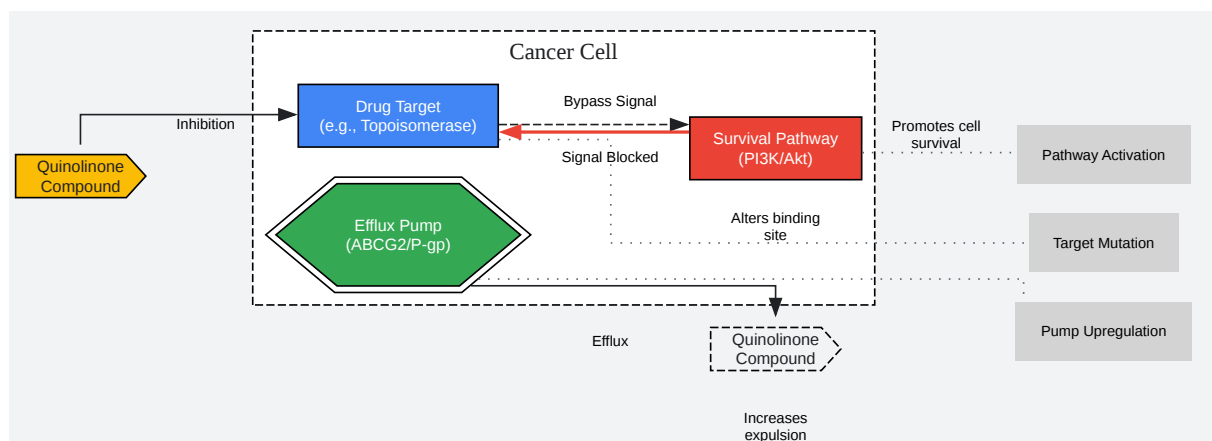 Cancer Cell
Drug Target
(e.g., Topoisomerase)
Bypass Signal
Inhibition
Signal Blocked
Survival Pathway
(PI3K/Akt)
Promotes cell
survival
Pathway Activation
Quinolinone
Compound
Efflux Pump
(ABCG2/P-gp)
Alters binding
site
Target Mutation
Efflux
Quinolinone
Compound
Pump Upregulation
Increases
expulsion